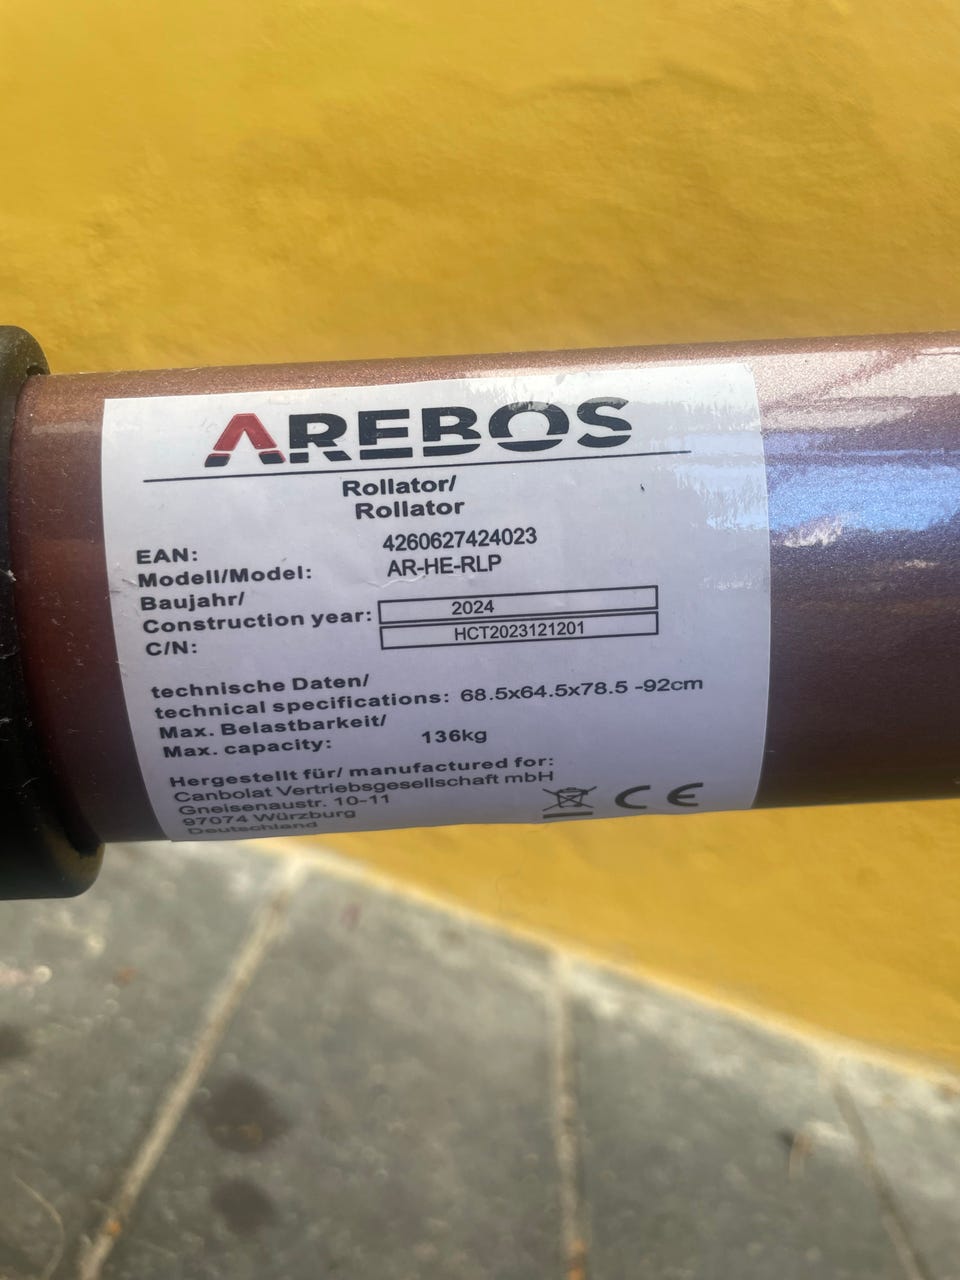 AREBOS
Rollator/
Rollator
EAN: 4260627424023
Modell/Model: AR-HE-RLP
Baujahr/
Construction year: 2024
C/N: HCT2023121201
technische Daten/
technical specifications: 68.5x64.5x78.5 -92cm
Max. Belastbarkeit/
Max. capacity: 136kg
Hergestellt für/ manufactured for:
Canbolat Vertriebsgesellschaft mbH
Gneisenaustr. 10-11
97074 Würzburg
Deutschland
CE